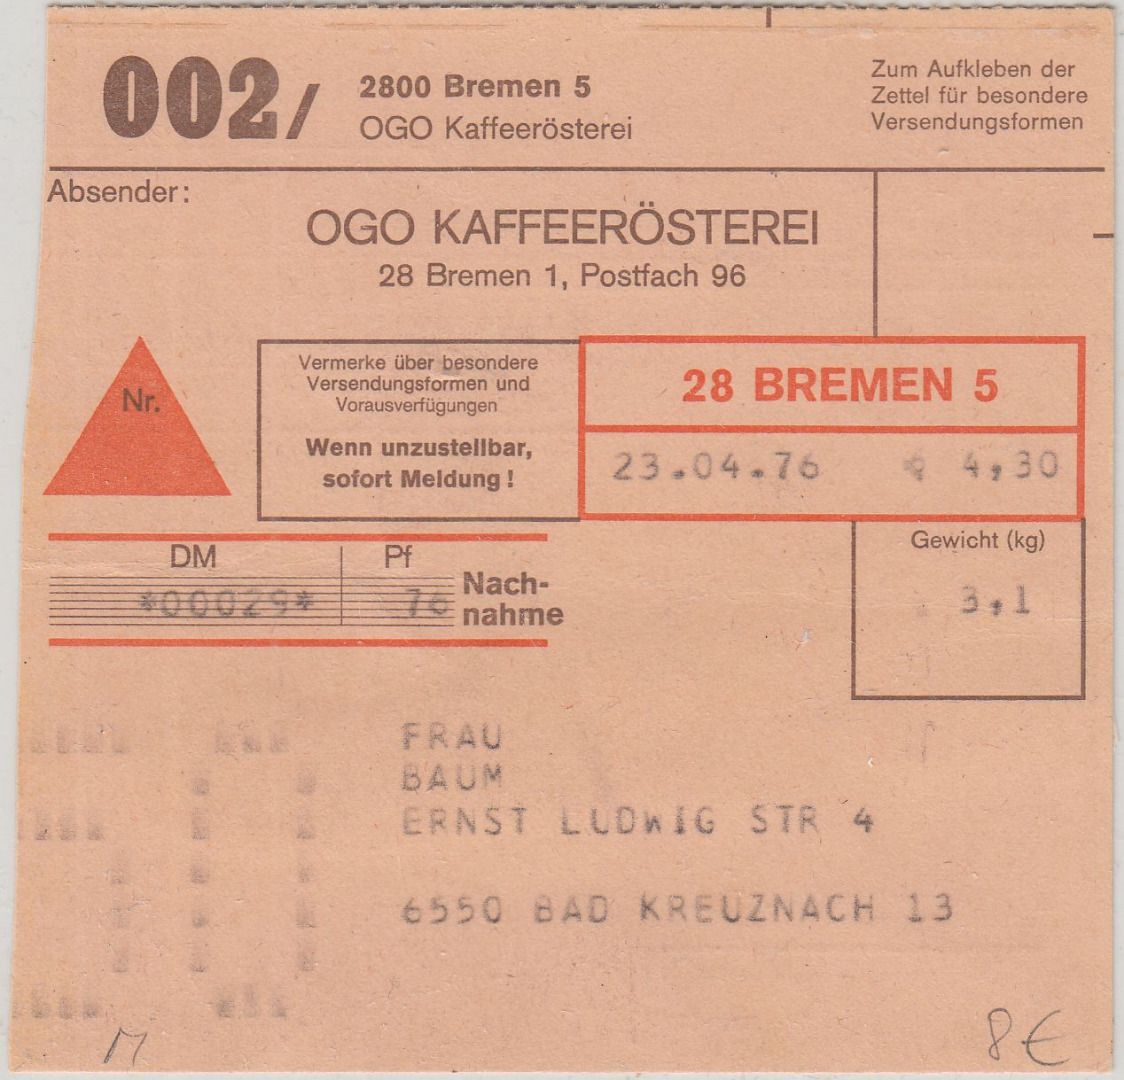 002/
2800 Bremen 5
OGO Kaffeerösterei
Zum Aufkleben der
Zettel für besondere
Versendungsformen
Absender:
OGO KAFFEERÖSTEREI
28 Bremen 1, Postfach 96
Nr.
Vermerke über besondere
Versendungsformen und
Vorausverfügungen
Wenn unzustellbar,
sofort Meldung!
28 BREMEN 5
23.04.76 4,30
Gewicht (kg)
3,1
DM Pf
*00029* 76
Nach-
nahme
FRAU
BAUM
ERNST LUDWIG STR 4
6550 BAD KREUZNACH 13
M
8€